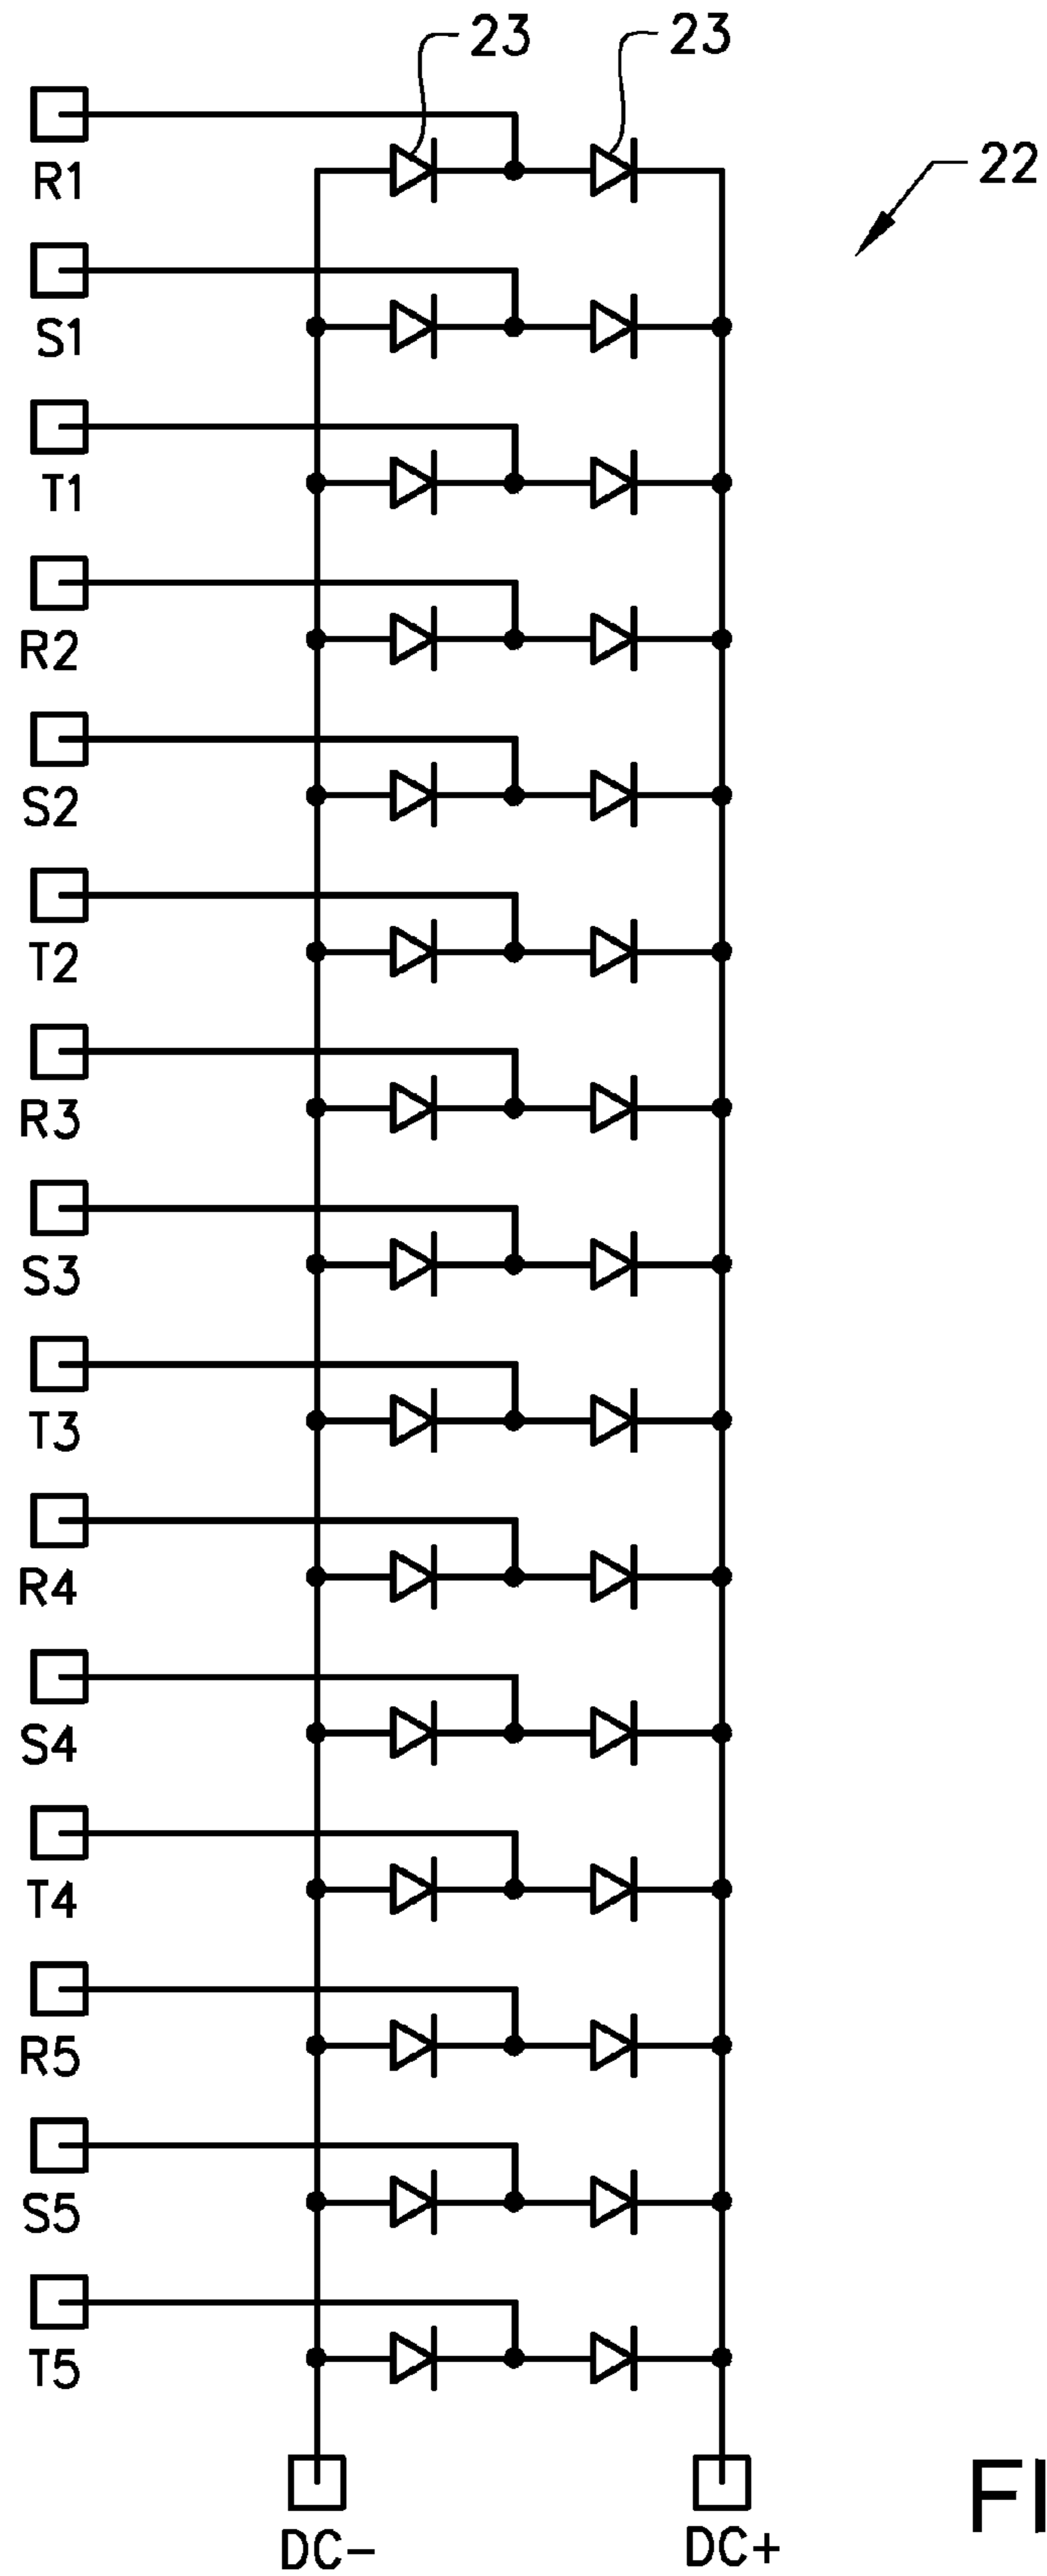 23 23
22
R1
S1
T1
R2
S2
T2
R3
S3
T3
R4
S4
T4
R5
S5
T5
DC- DC+
FI